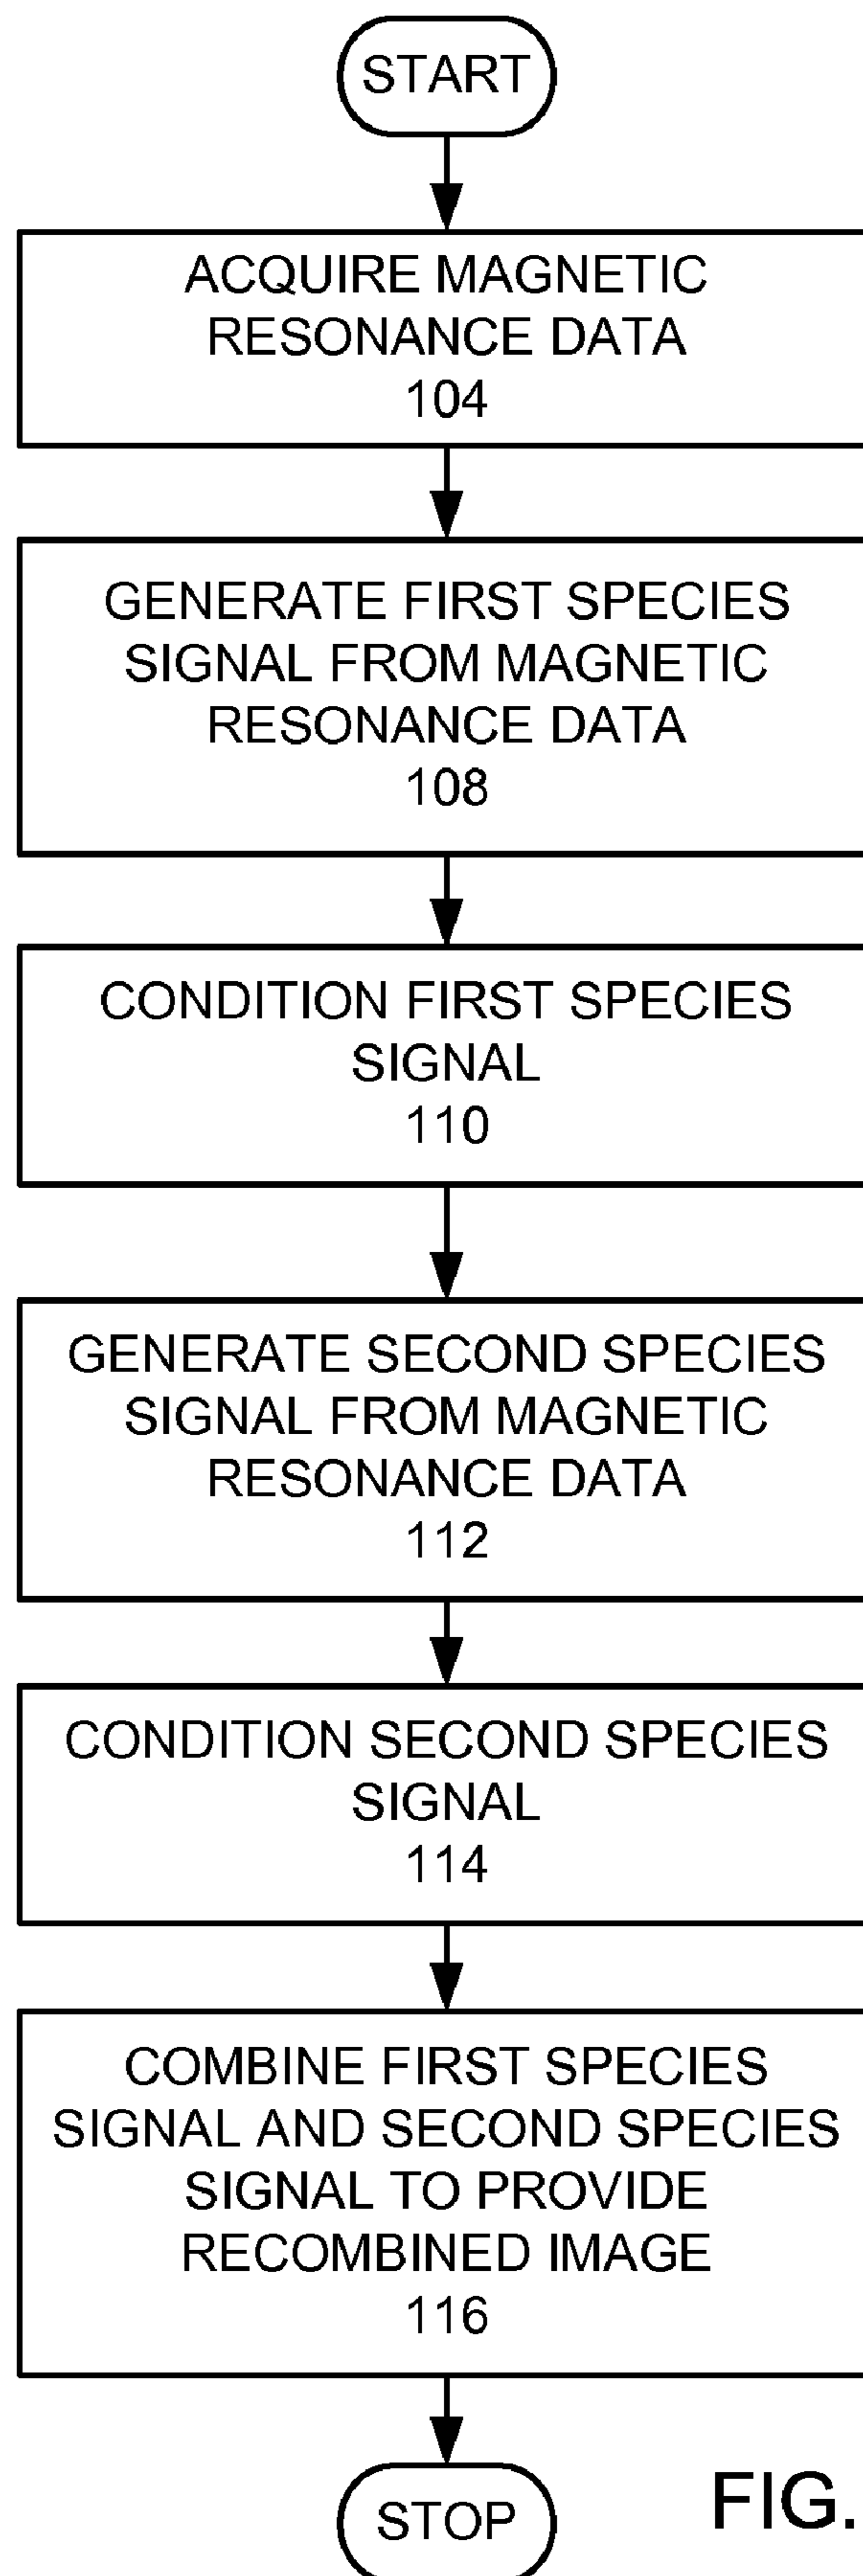 START
ACQUIRE MAGNETIC
RESONANCE DATA
104
GENERATE FIRST SPECIES
SIGNAL FROM MAGNETIC
RESONANCE DATA
108
CONDITION FIRST SPECIES
SIGNAL
110
GENERATE SECOND SPECIES
SIGNAL FROM MAGNETIC
RESONANCE DATA
112
CONDITION SECOND SPECIES
SIGNAL
114
COMBINE FIRST SPECIES
SIGNAL AND SECOND SPECIES
SIGNAL TO PROVIDE
RECOMBINED IMAGE
116
STOP
FIG.